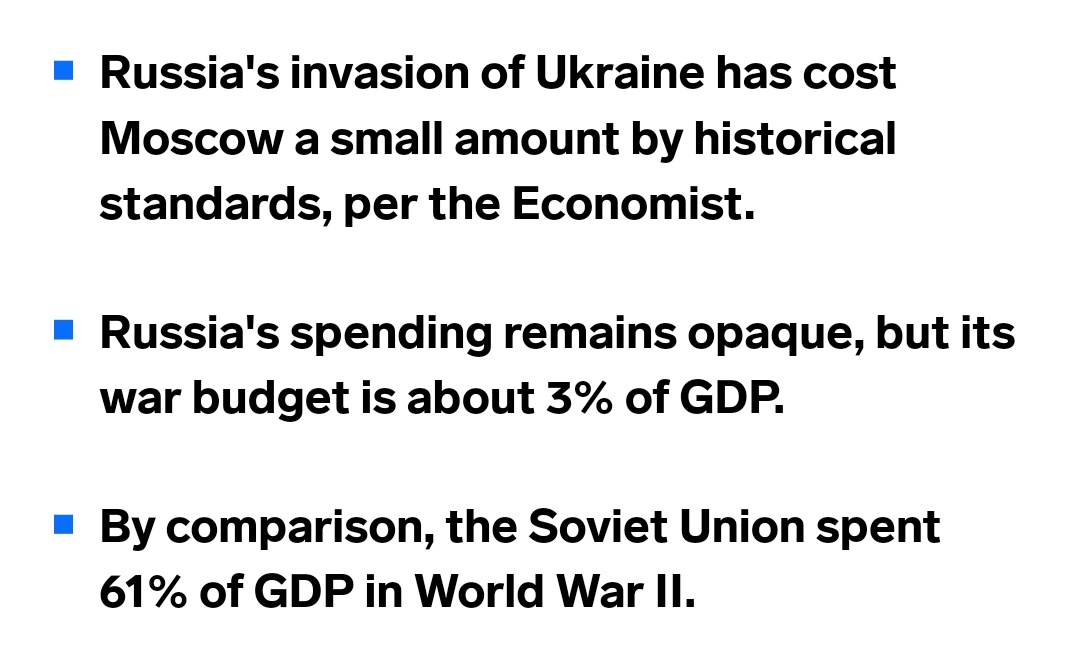 Russia's invasion of Ukraine has cost
Moscow a small amount by historical
standards, per the Economist.
Russia's spending remains opaque, but its
war budget is about 3% of GDP.
By comparison, the Soviet Union spent
61% of GDP in World War II.